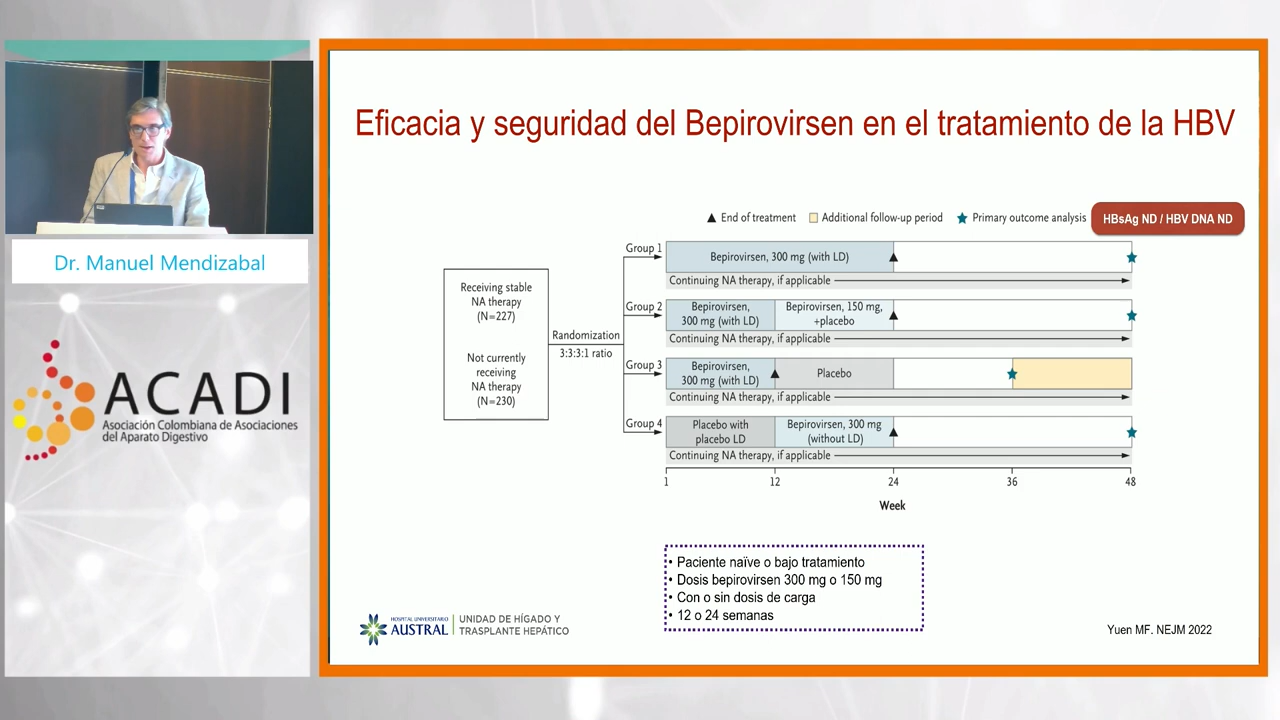 Eficacia y seguridad del Bepirovirsen en el tratamiento de la HBV
Dr. Manuel Mendizabal
ACADI
Asociación Colombiana de Asociaciones
del Aparato Digestivo
End of treatment
Additional follow-up period
Primary outcome analysis
HBsAg ND / HBV DNA ND
Receiving stable
NA therapy
(N=227)
Not currently
receiving
NA therapy
(N=230)
Randomization
3:3:3:1 ratio
Group 1
Bepirovirsen, 300 mg (with LD)
Continuing NA therapy, if applicable
Group 2
Bepirovirsen,
300 mg (with LD)
Bepirovirsen, 150 mg,
+placebo
Continuing NA therapy, if applicable
Group 3
Bepirovirsen,
300 mg (with LD)
Placebo
Continuing NA therapy, if applicable
Group 4
Placebo with
placebo LD
Bepirovirsen, 300 mg
(without LD)
Continuing NA therapy, if applicable
1 12 24 36 48
Week
• Paciente naïve o bajo tratamiento
• Dosis bepirovirsen 300 mg o 150 mg
• Con o sin dosis de carga
• 12 o 24 semanas
HOSPITAL UNIVERSITARIO
AUSTRAL
UNIDAD DE HÍGADO Y
TRASPLANTE HEPÁTICO
Yuen MF. NEJM 2022